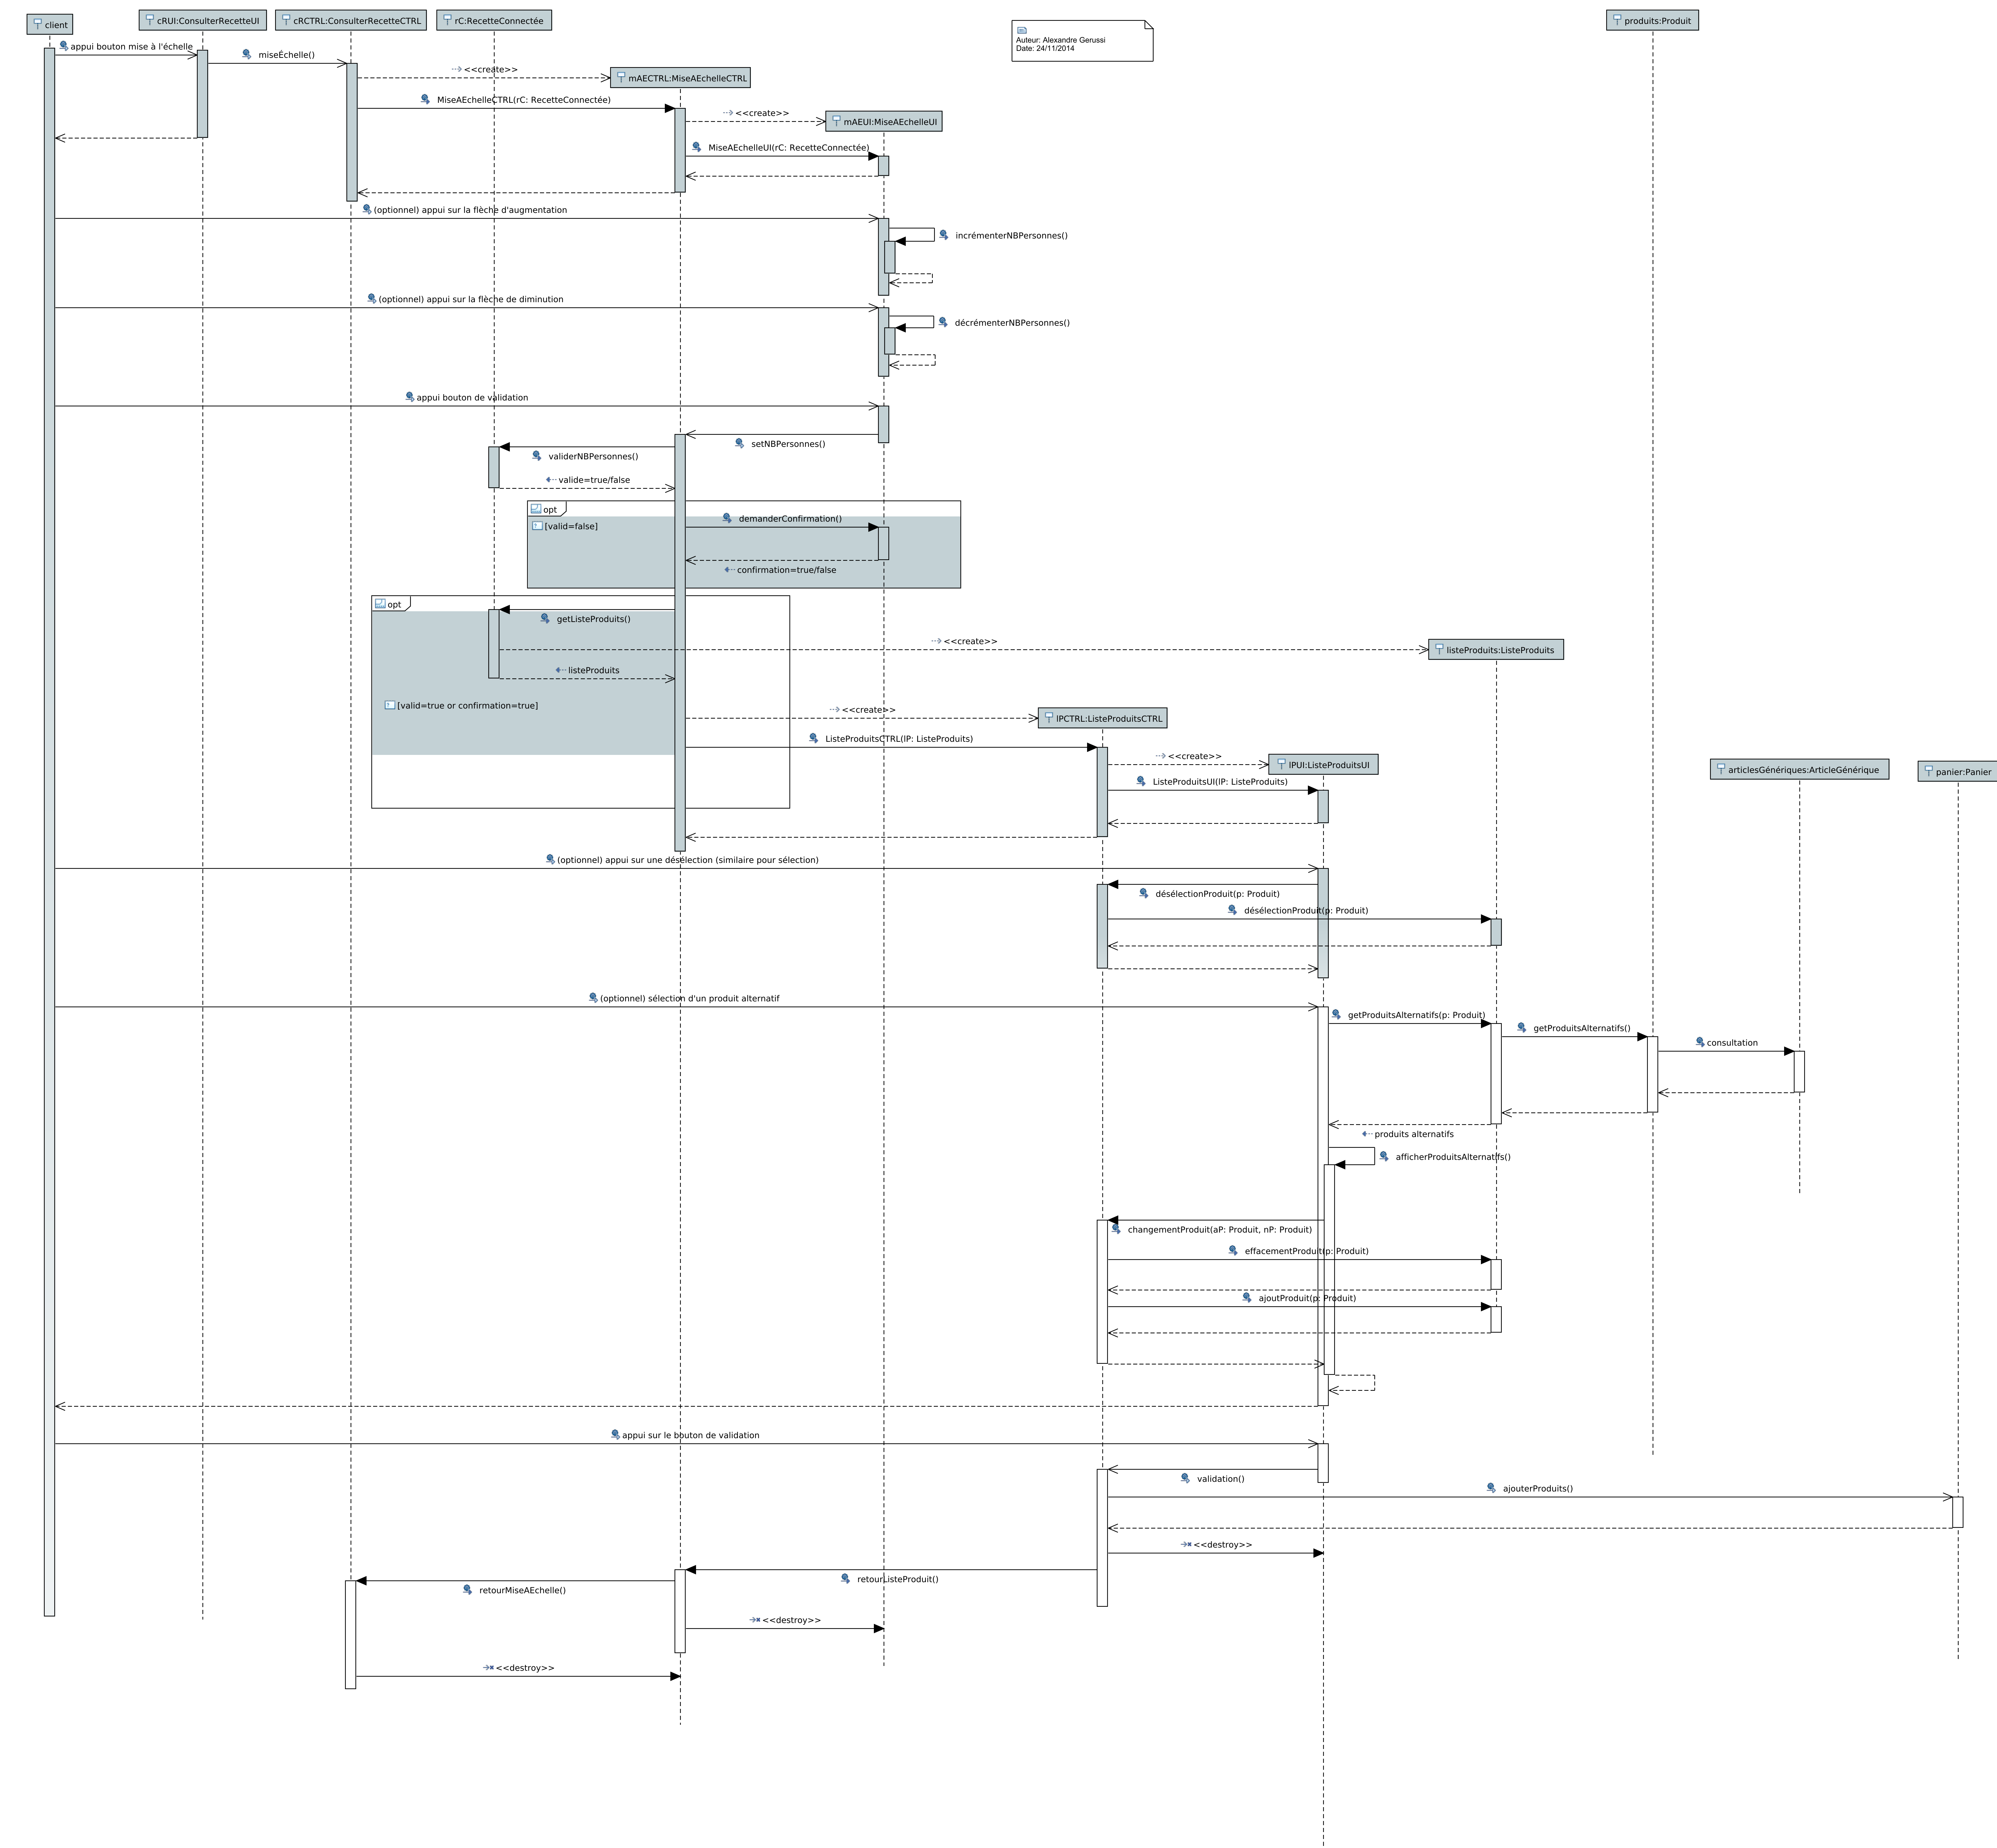 client
cRUI:ConsulterRecetteUI
cRCTRL:ConsulterRecetteCTRL
rC:RecetteConnectée
produits:Produit
Auteur: Alexandre Gerussi
Date: 24/11/2014
appui bouton mise à l'échelle
miseÉchelle()
<<create>>
mAECTRL:MiseAEchelleCTRL
MiseAEchelleCTRL(rC: RecetteConnectée)
<<create>>
mAEUI:MiseAEchelleUI
MiseAEchelleUI(rC: RecetteConnectée)
(optionnel) appui sur la flèche d'augmentation
incrémenterNBPersonnes()
(optionnel) appui sur la flèche de diminution
décrémenterNBPersonnes()
appui bouton de validation
setNBPersonnes()
validerNBPersonnes()
valide=true/false
opt
[valid=false]
demanderConfirmation()
confirmation=true/false
opt
getListeProduits()
<<create>>
listeProduits:ListeProduits
listeProduits
[valid=true or confirmation=true]
<<create>>
lPCTRL:ListeProduitsCTRL
ListeProduitsCTRL(lP: ListeProduits)
<<create>>
lPUI:ListeProduitsUI
articlesGénériques:ArticleGénérique
panier:Panier
ListeProduitsUI(lP: ListeProduits)
(optionnel) appui sur une désélection (similaire pour sélection)
désélectionProduit(p: Produit)
désélectionProduit(p: Produit)
(optionnel) sélection d'un produit alternatif
getProduitsAlternatifs(p: Produit)
getProduitsAlternatifs()
consultation
produits alternatifs
afficherProduitsAlternatifs()
changementProduit(aP: Produit, nP: Produit)
effacementProduit(p: Produit)
ajoutProduit(p: Produit)
appui sur le bouton de validation
validation()
ajouterProduits()
<<destroy>>
retourListeProduit()
retourMiseAEchelle()
<<destroy>>
<<destroy>>